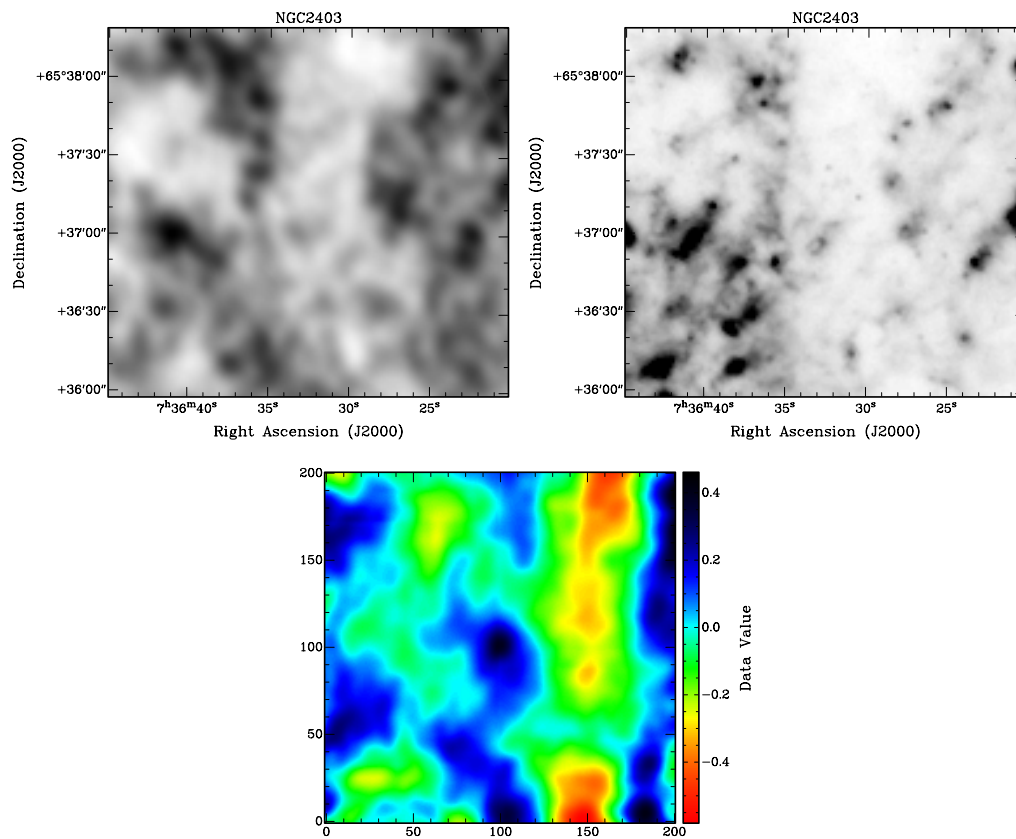 NGC2403
NGC2403
+65°38'00"
+37'30"
+37'00"
+36'30"
+36'00"
Declination (J2000)
7h36m40s 35s 30s 25s
Right Ascension (J2000)
+65°38'00"
+37'30"
+37'00"
+36'30"
+36'00"
Declination (J2000)
7h36m40s 35s 30s 25s
Right Ascension (J2000)
200
150
100
50
0
0 50 100 150 200
0.4
0.2
0.0
−0.2
−0.4
Data Value